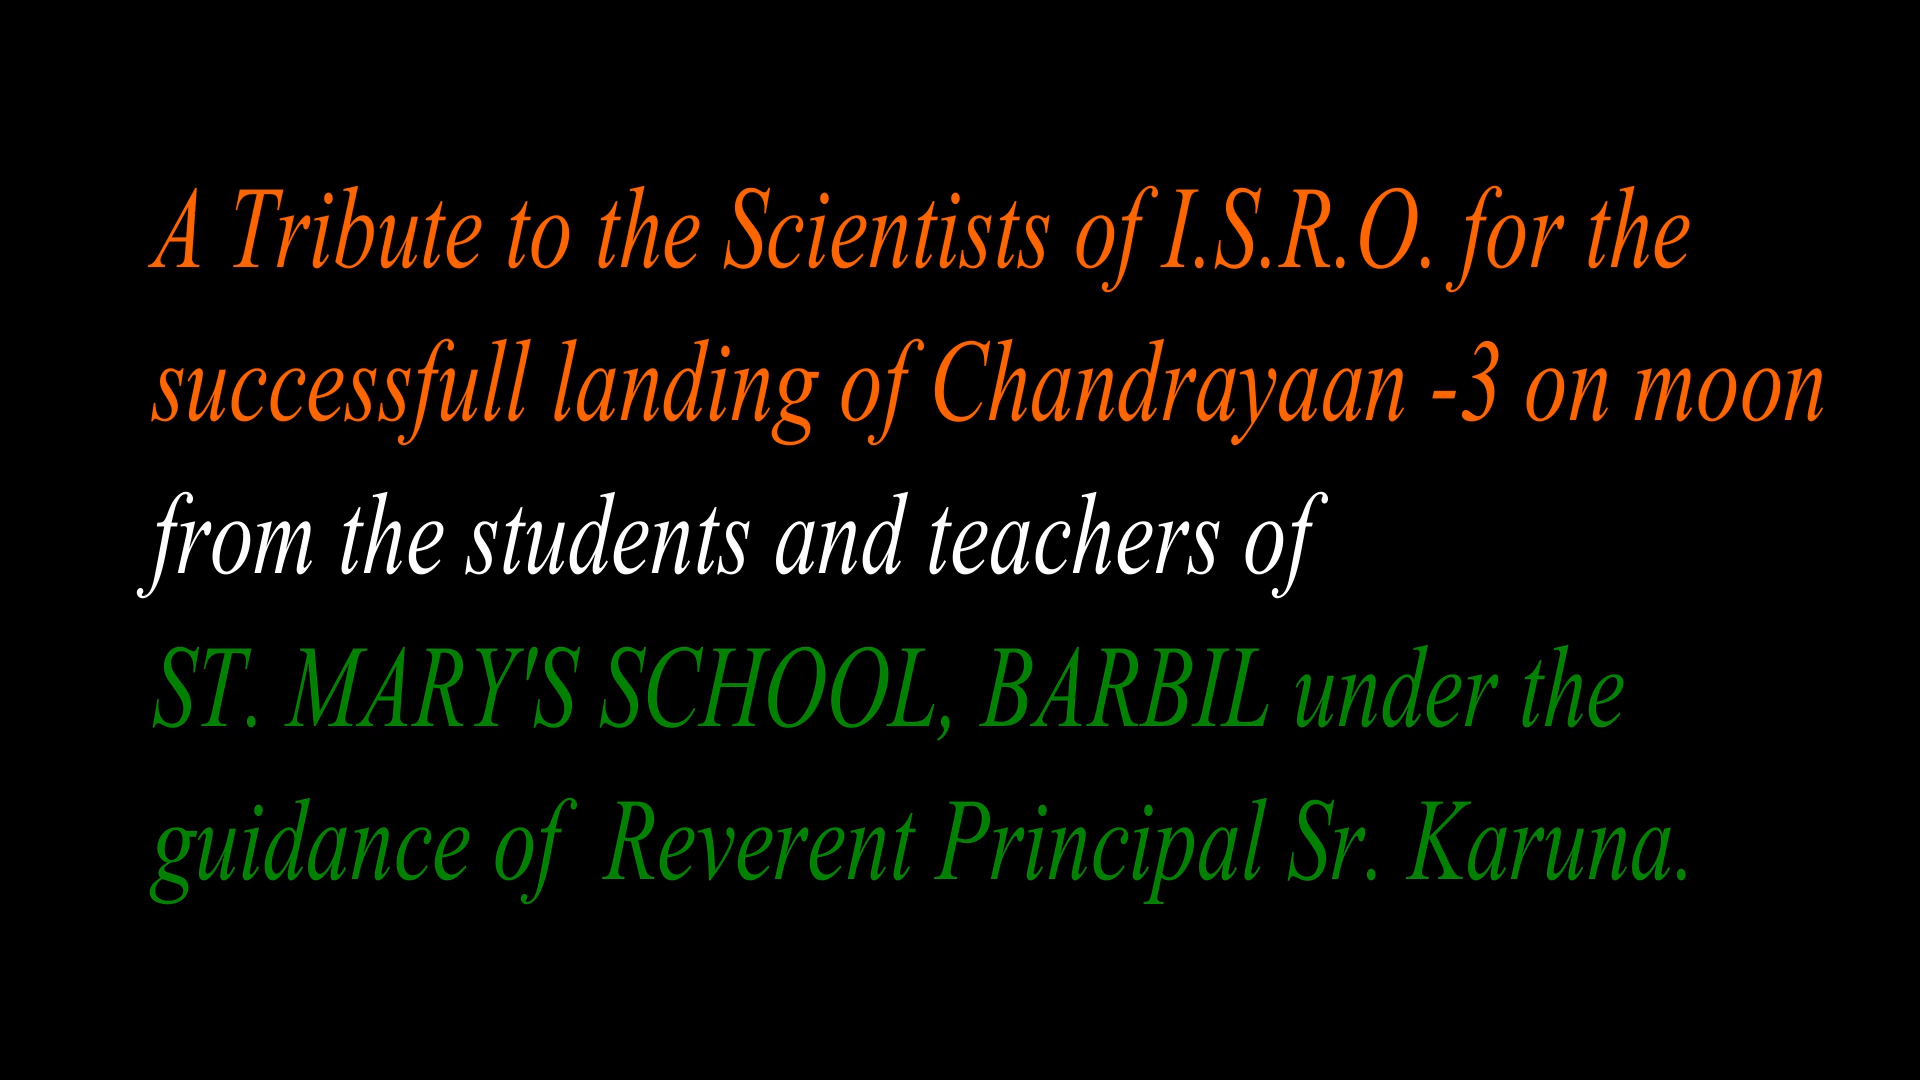 A Tribute to the Scientists of I.S.R.O. for the
successfull landing of Chandrayaan -3 on moon
from the students and teachers of
ST. MARY'S SCHOOL, BARBIL under the
guidance of  Reverent Principal Sr. Karuna.